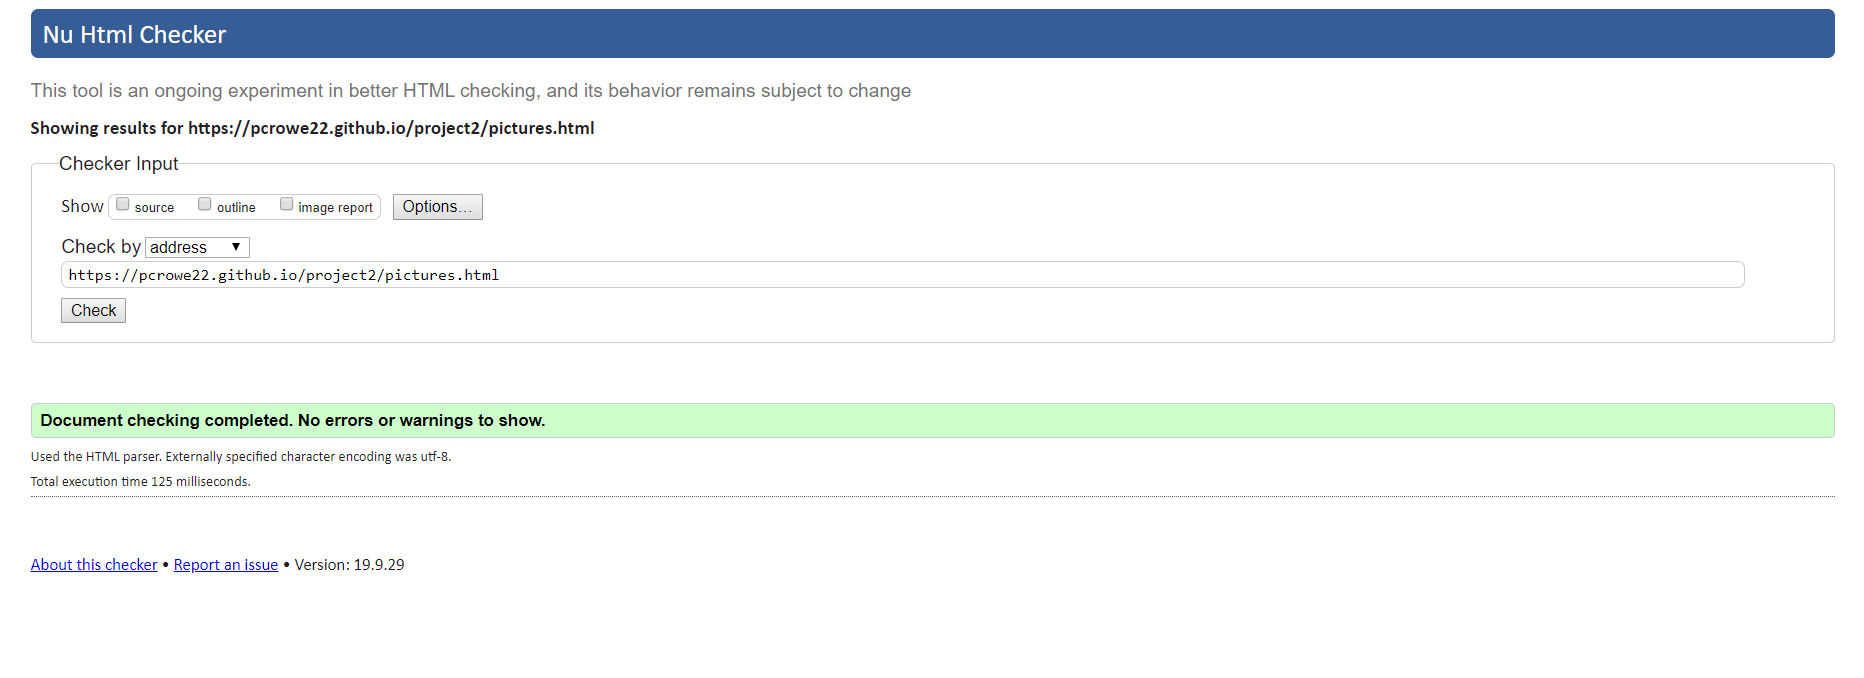 Nu Html Checker
This tool is an ongoing experiment in better HTML checking, and its behavior remains subject to change
Showing results for https://pcrowe22.github.io/project2/pictures.html
Checker Input
Show source outline image report Options...
Check by address ▼
https://pcrowe22.github.io/project2/pictures.html
Check
Document checking completed. No errors or warnings to show.
Used the HTML parser. Externally specified character encoding was utf-8.
Total execution time 125 milliseconds.
About this checker • Report an issue • Version: 19.9.29